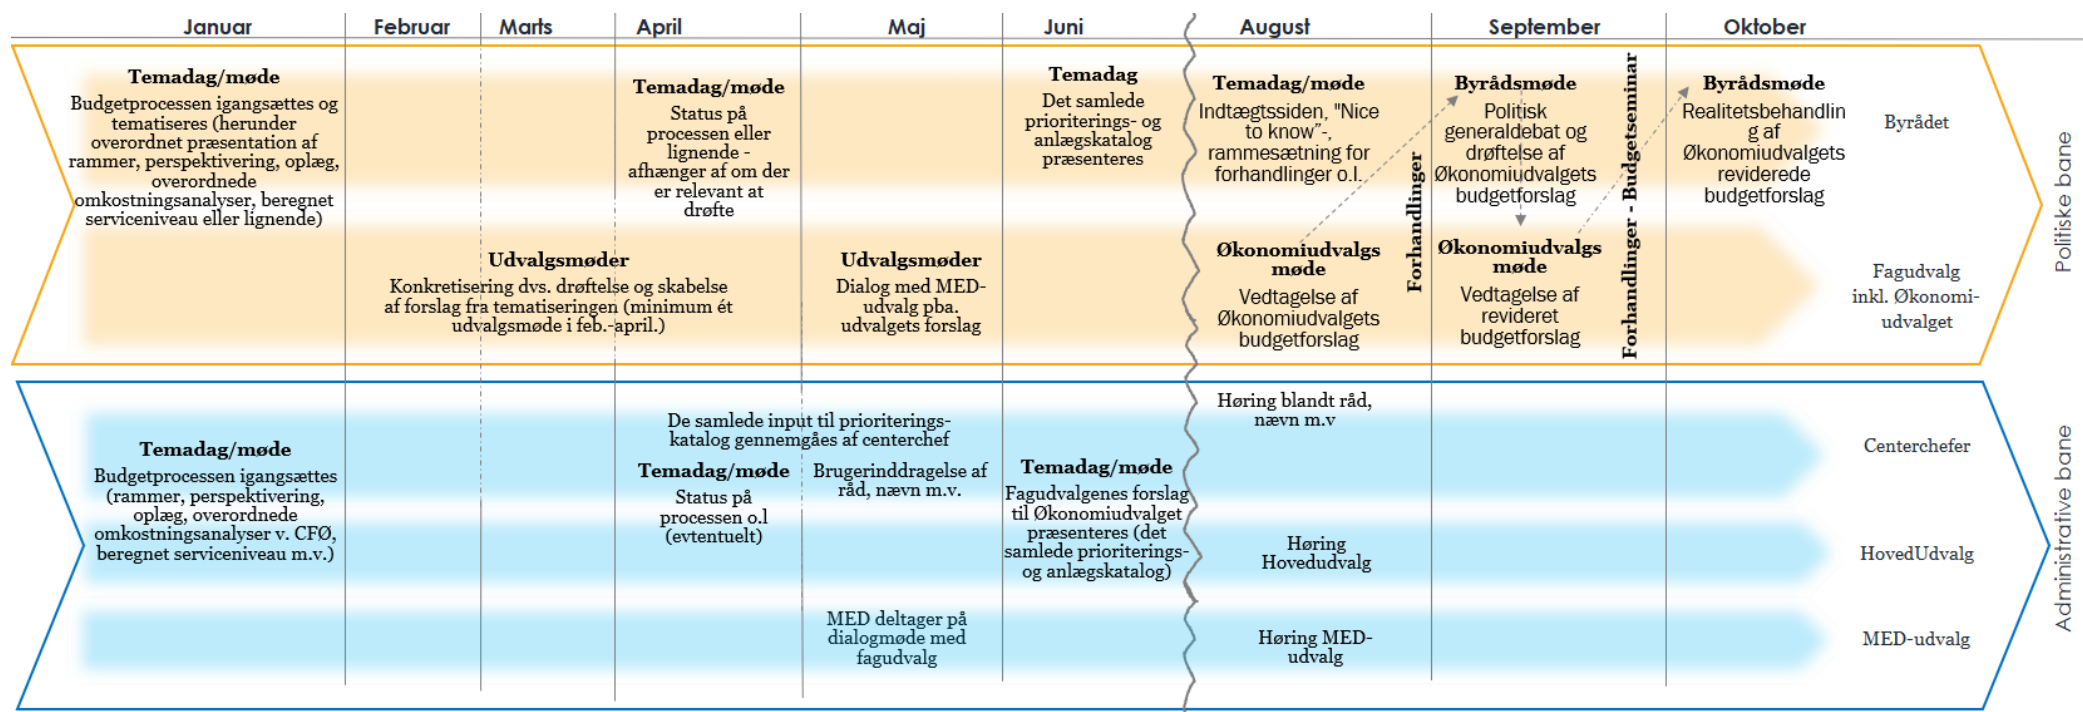 Januar
Februar
Marts
April
Maj
Juni
August
September
Oktober
Temadag/møde
Budgetprocessen igangsættes og
tematiseres (herunder
overordnet præsentation af
rammer, perspektivering, oplæg,
overordnede
omkostningsanalyser, beregnet
serviceniveau eller lignende)
Temadag/møde
Status på
processen eller
lignende -
afhænger af om der
er relevant at
drøfte
Temadag
Det samlede
prioriterings- og
anlægskatalog
præsenteres
Temadag/møde
Indtægtssiden, "Nice
to know”-,
rammesætning for
forhandlinger o.l.
Forhandlinger
Byrådsmøde
Politisk
generaldebat og
drøftelse af
Økonomiudvalgets
budgetforslag
Forhandlinger - Budgetseminar
Byrådsmøde
Realitetsbehandlin
g af
Økonomiudvalgets
reviderede
budgetforslag
Byrådet
Udvalgsmøder
Konkretisering dvs. drøftelse og skabelse
af forslag fra tematiseringen (minimum ét
udvalgsmøde i feb.-april.)
Udvalgsmøder
Dialog med MED-
udvalg pba.
udvalgets forslag
Økonomiudvalgs
møde
Vedtagelse af
Økonomiudvalgets
budgetforslag
Økonomiudvalgs
møde
Vedtagelse af
revideret
budgetforslag
Fagudvalg
inkl. Økonomi-
udvalget
Politiske bane
Temadag/møde
Budgetprocessen igangsættes
(rammer, perspektivering,
oplæg, overordnede
omkostningsanalyser v. CFØ,
beregnet serviceniveau m.v.)
De samlede input til prioriterings-
katalog gennemgåes af centerchef
Temadag/møde
Status på
processen o.l
(evtentuelt)
Brugerinddragelse af
råd, nævn m.v.
Temadag/møde
Fagudvalgenes forslag
til Økonomiudvalget
præsenteres (det
samlede prioriterings-
og anlægskatalog)
Høring blandt råd,
nævn m.v
Centerchefer
Høring
Hovedudvalg
HovedUdvalg
MED deltager på
dialogmøde med
fagudvalg
Høring MED-
udvalg
MED-udvalg
Administrative bane